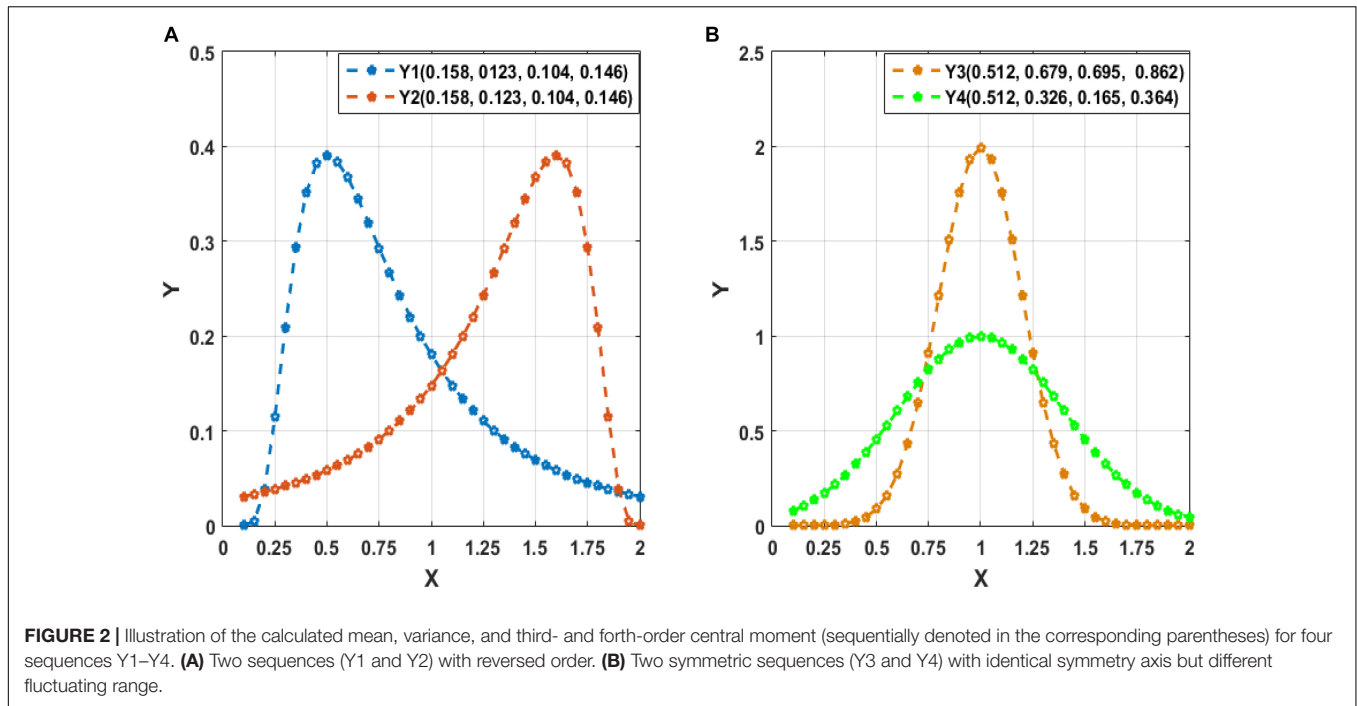 A
B
0.5
0.4
0.3
0.2
0.1
0
Y
Y1(0.158, 0123, 0.104, 0.146)
Y2(0.158, 0.123, 0.104, 0.146)
0 0.25 0.5 0.75 1 1.25 1.5 1.75 2
X
2.5
2
1.5
1
0.5
0
Y
Y3(0.512, 0.679, 0.695, 0.862)
Y4(0.512, 0.326, 0.165, 0.364)
0 0.25 0.5 0.75 1 1.25 1.5 1.75 2
X
FIGURE 2 | Illustration of the calculated mean, variance, and third- and forth-order central moment (sequentially denoted in the corresponding parentheses) for four
sequences Y1–Y4. (A) Two sequences (Y1 and Y2) with reversed order. (B) Two symmetric sequences (Y3 and Y4) with identical symmetry axis but different
fluctuating range.